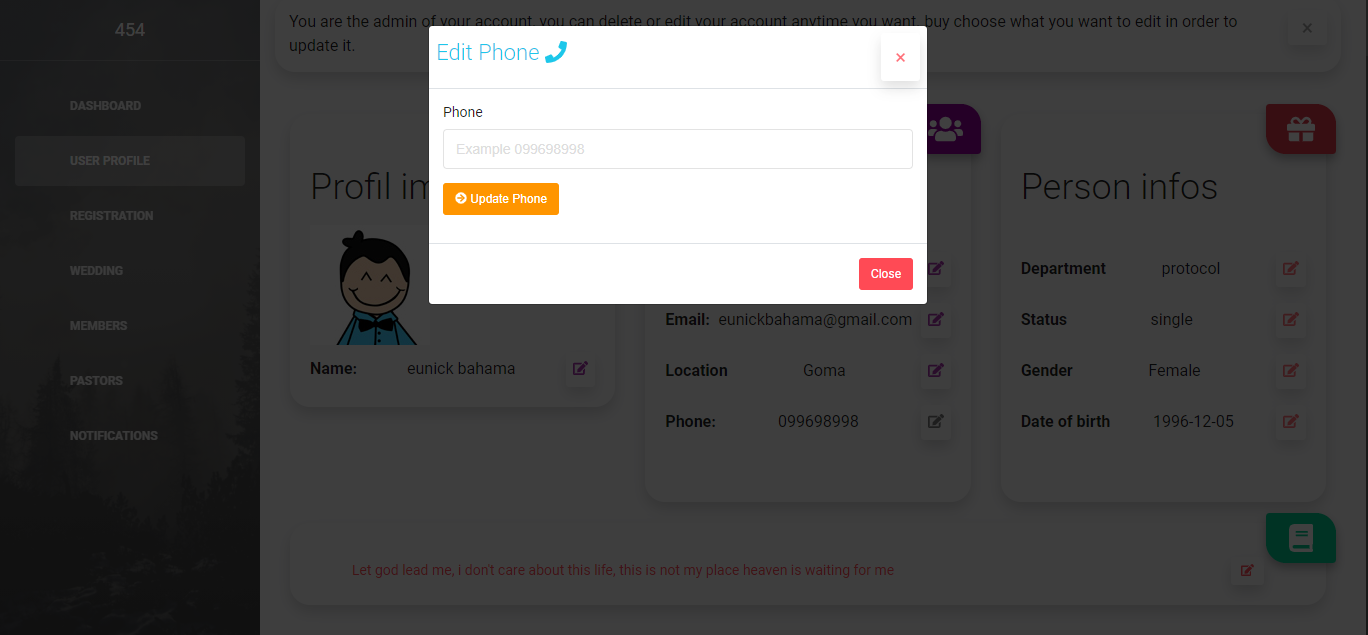 454
DASHBOARD
USER PROFILE
REGISTRATION
WEDDING
MEMBERS
PASTORS
NOTIFICATIONS
You are the admin of your account, you can delete or edit your account anytime you want, buy choose what you want to edit in order to
update it.
×
Edit Phone
×
Phone
Example 099698998
Update Phone
Close
Profil im
Name: eunick bahama
Email: eunickbahama@gmail.com
Location Goma
Phone: 099698998
Person infos
Department protocol
Status single
Gender Female
Date of birth 1996-12-05
Let god lead me, i don't care about this life, this is not my place heaven is waiting for me